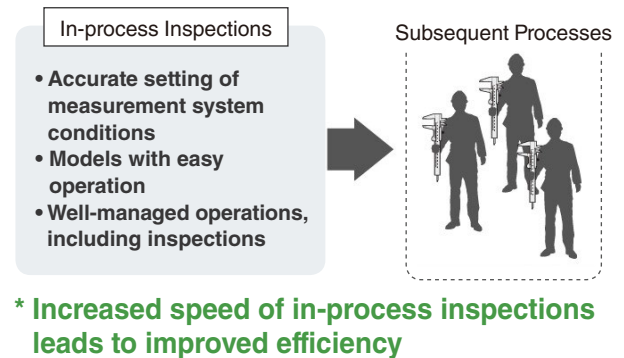 In-process Inspections
Subsequent Processes
• Accurate setting of
measurement system
conditions
• Models with easy
operation
• Well-managed operations,
including inspections
* Increased speed of in-process inspections
leads to improved efficiency